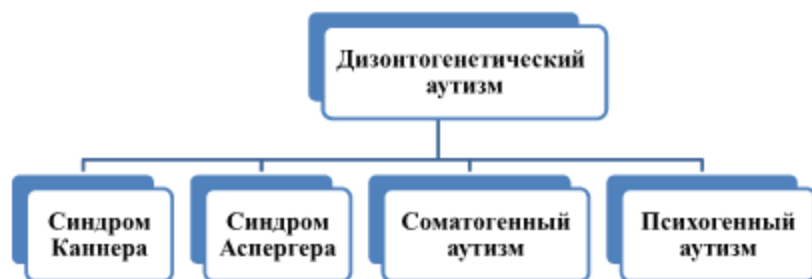 Дизонтогенетический
аутизм
Синдром
Каннера
Синдром
Аспергера
Соматогенный
аутизм
Психогенный
аутизм